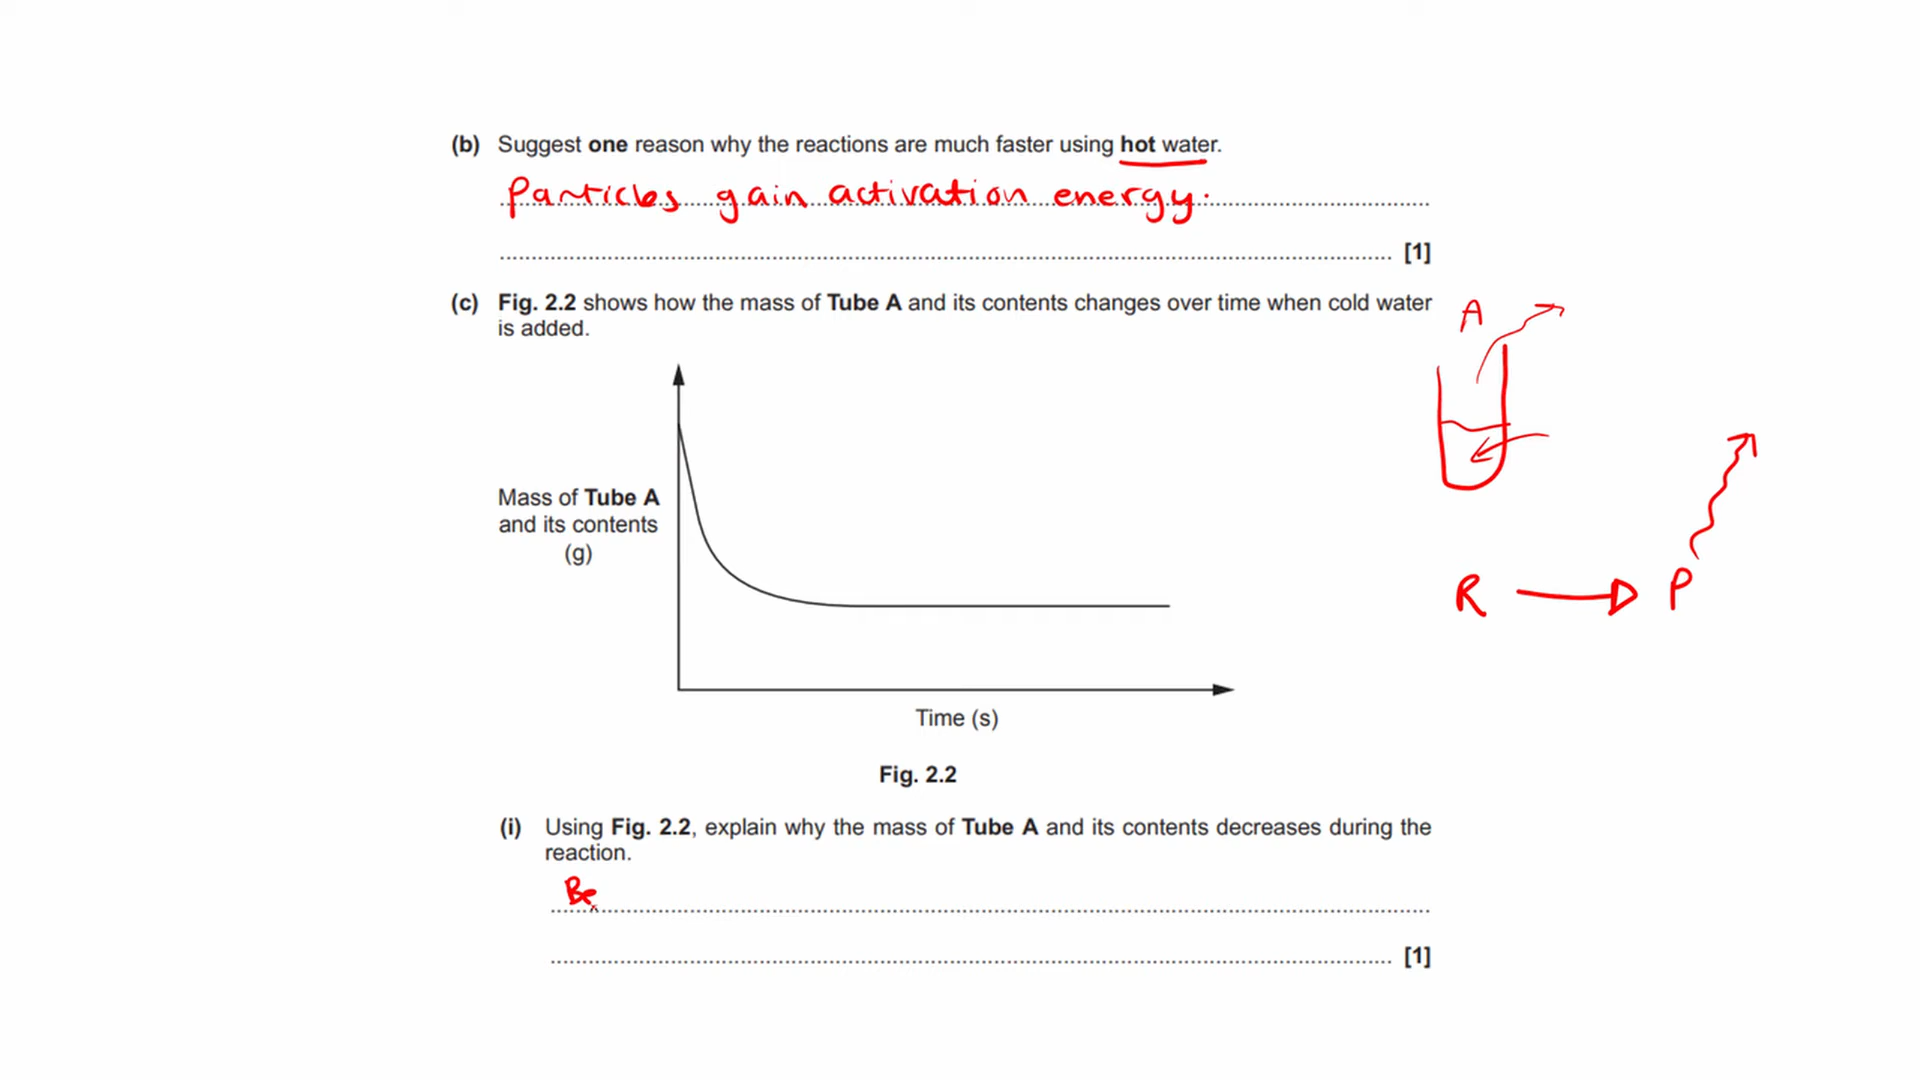 (b) Suggest one reason why the reactions are much faster using hot water.
Particles gain activation energy.
[1]
(c) Fig. 2.2 shows how the mass of Tube A and its contents changes over time when cold water
is added.
A
Mass of Tube A
and its contents
(g)
R P
Time (s)
Fig. 2.2
(i) Using Fig. 2.2, explain why the mass of Tube A and its contents decreases during the
reaction.
Be
[1]